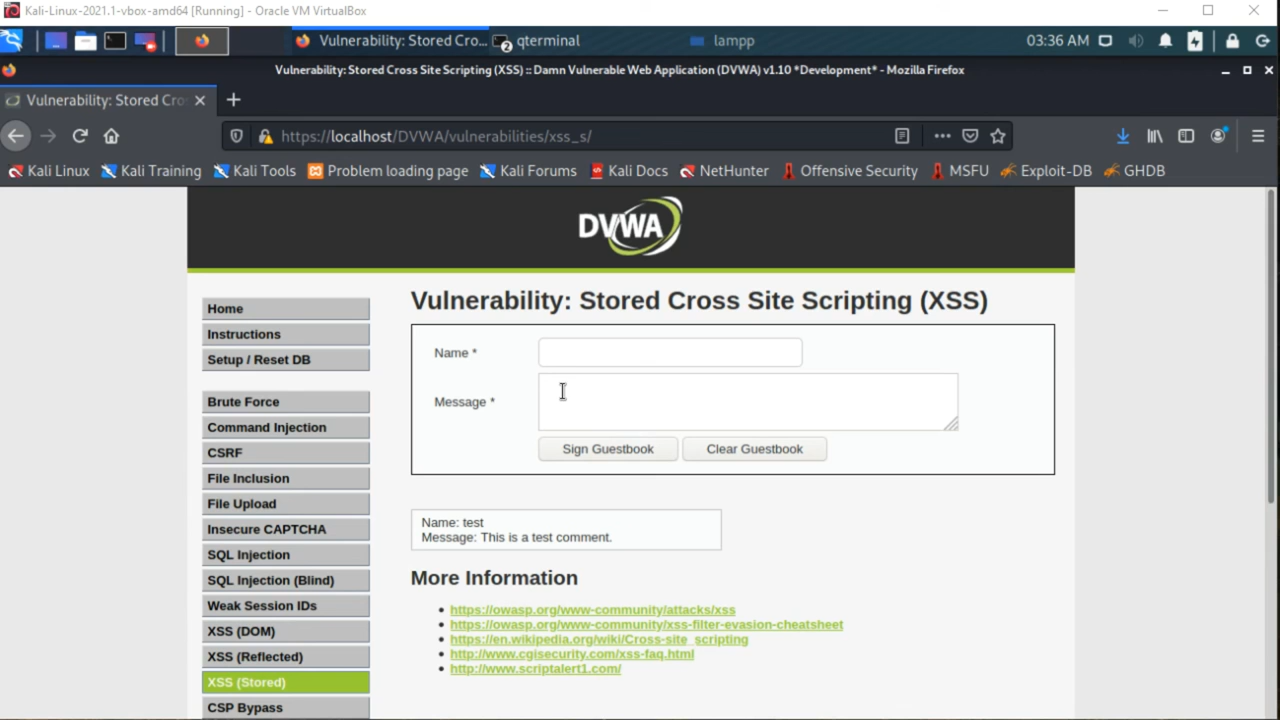 Kali-Linux-2021.1-vbox-amd64 [Running] - Oracle VM VirtualBox
Vulnerability: Stored Cro... 2 qterminal lampp 03:36 AM
Vulnerability: Stored Cross Site Scripting (XSS) :: Damn Vulnerable Web Application (DVWA) v1.10 *Development* - Mozilla Firefox
Vulnerability: Stored Cro
https://localhost/DVWA/vulnerabilities/xss_s/
Kali Linux Kali Training Kali Tools Problem loading page Kali Forums Kali Docs NetHunter Offensive Security MSFU Exploit-DB GHDB
DVWA
Home
Instructions
Setup / Reset DB
Brute Force
Command Injection
CSRF
File Inclusion
File Upload
Insecure CAPTCHA
SQL Injection
SQL Injection (Blind)
Weak Session IDs
XSS (DOM)
XSS (Reflected)
XSS (Stored)
CSP Bypass
Vulnerability: Stored Cross Site Scripting (XSS)
Name *
Message *
Sign Guestbook Clear Guestbook
Name: test
Message: This is a test comment.
More Information
https://owasp.org/www-community/attacks/xss
https://owasp.org/www-community/xss-filter-evasion-cheatsheet
https://en.wikipedia.org/wiki/Cross-site_scripting
http://www.cgisecurity.com/xss-faq.html
http://www.scriptalert1.com/